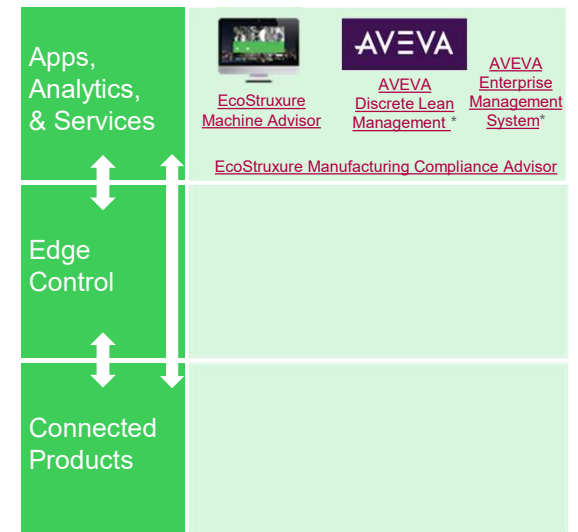 Apps,
Analytics,
& Services
EcoStruxure
Machine Advisor
AVEVA
AVEVA
Discrete Lean
Management *
AVEVA
Enterprise
Management
System*
EcoStruxure Manufacturing Compliance Advisor
Edge
Control
Connected
Products